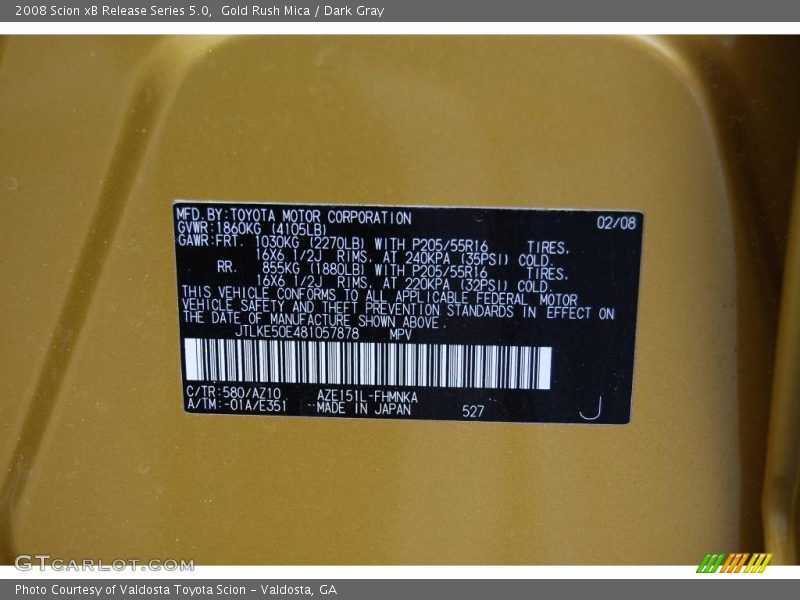 2008 Scion xB Release Series 5.0,  Gold Rush Mica / Dark Gray
MFD. BY: TOYOTA MOTOR CORPORATION 02/08
GVWR: 1860KG (4105LB)
GAWR: FRT. 1030KG (2270LB) WITH P205/55R16 TIRES,
16X6 1/2J RIMS, AT 240KPA (35PSI) COLD.
RR. 855KG (1880LB) WITH P205/55R16 TIRES,
16X6 1/2J RIMS, AT 220KPA (32PSI) COLD.
THIS VEHICLE CONFORMS TO ALL APPLICABLE FEDERAL MOTOR
VEHICLE SAFETY AND THEFT PREVENTION STANDARDS IN EFFECT ON
THE DATE OF MANUFACTURE SHOWN ABOVE.
JTLKE50E481057878 MPV
C/TR: 580/AZ10 AZE151L-FHMNKA
A/TM: -01A/E351 MADE IN JAPAN 527 J
GTCARLOT.COM
Photo Courtesy of Valdosta Toyota Scion - Valdosta, GA